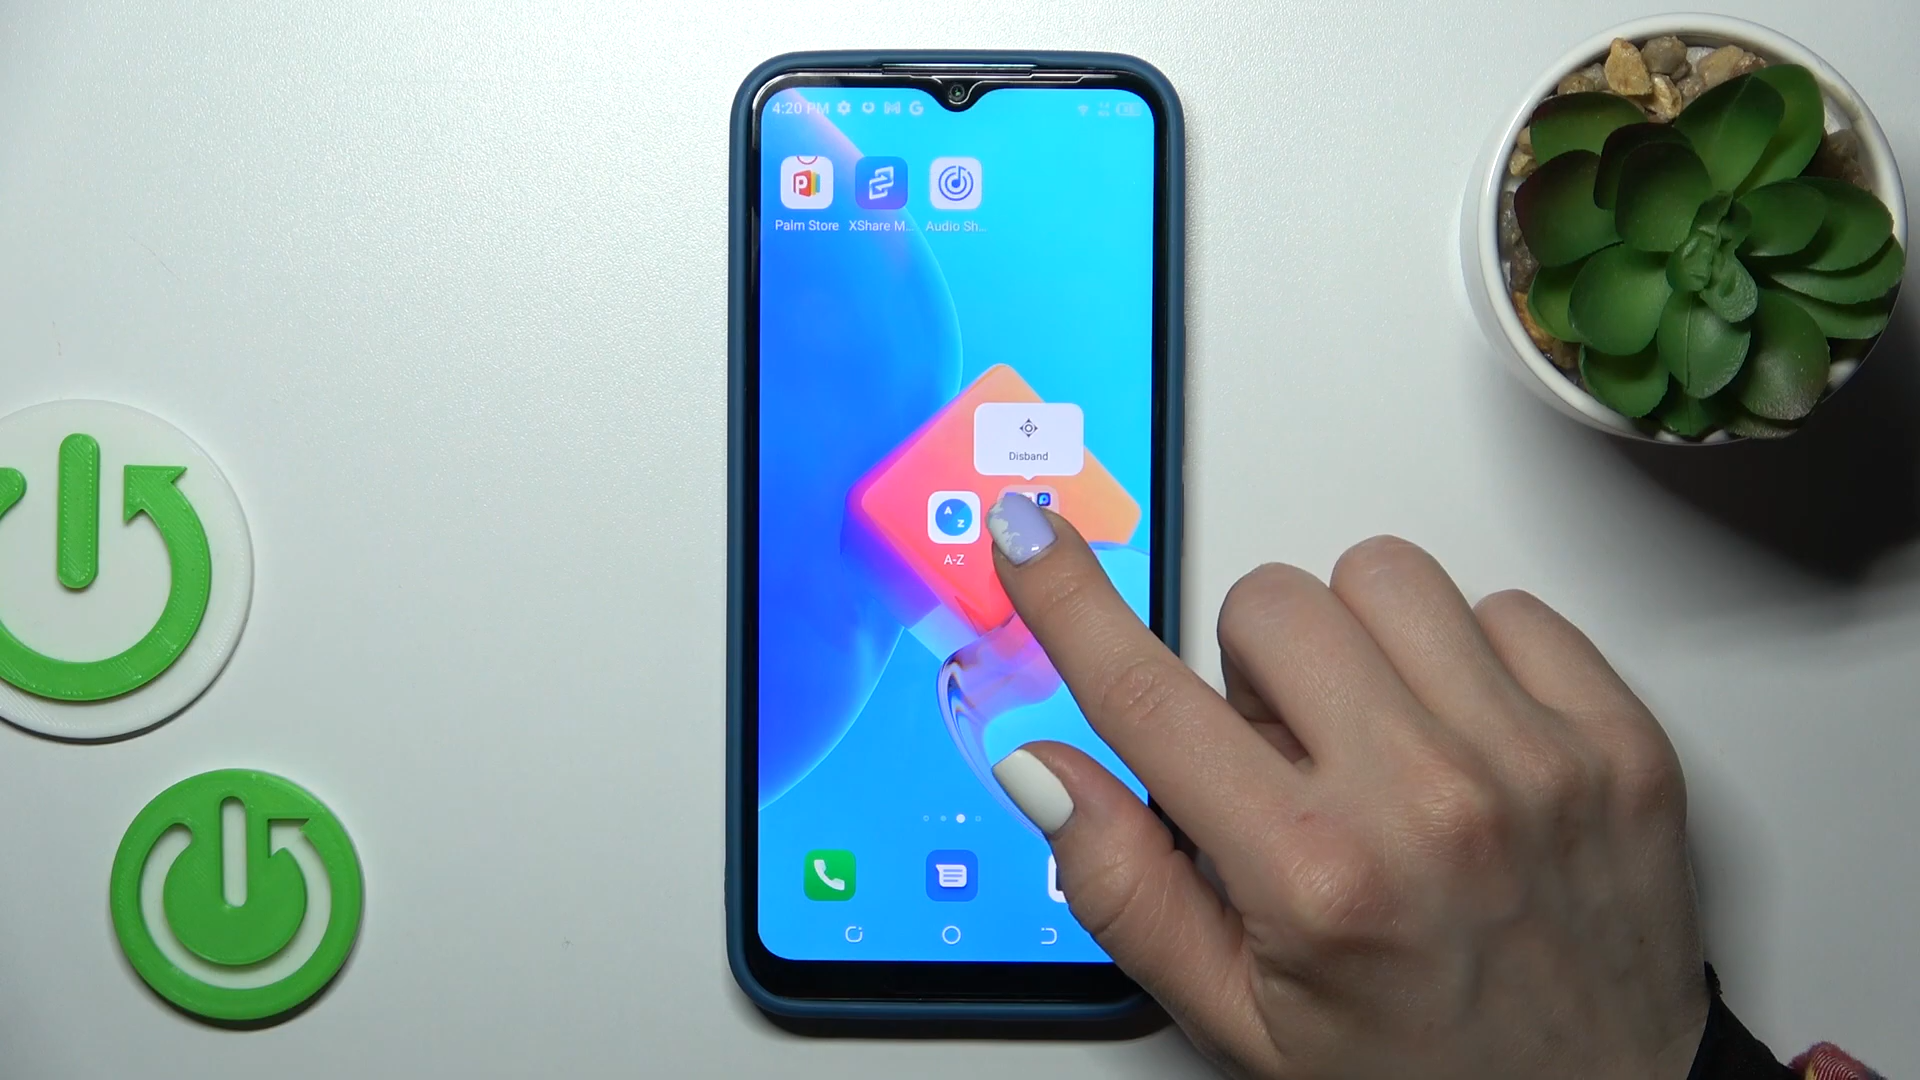 4:20 PM
Palm Store
XShare M...
Audio Sh...
Disband
A
Z
A-Z